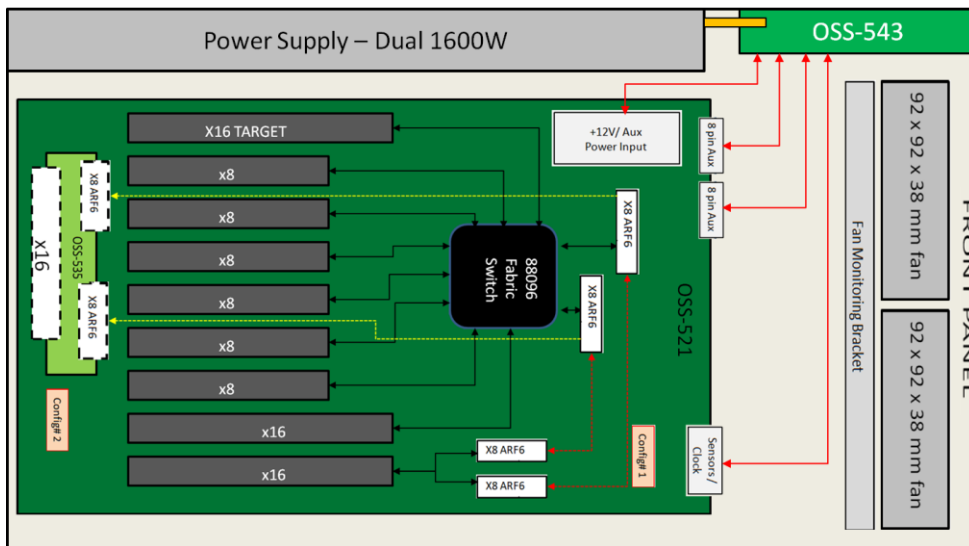 Power Supply – Dual 1600W
OSS-543
X16 TARGET
+12V/ Aux
Power Input
8 pin Aux
8 pin Aux
x8
x8
x8
x8
x8
x8
x16
x16
X8 ARF6
X8 ARF6
OSS-535
x16
88096
Fabric
Switch
X8 ARF6
X8 ARF6
X8 ARF6
X8 ARF6
OSS-521
Config# 2
Config# 1
Sensors /
Clock
Fan Monitoring Bracket
92 x 92 x 38 mm fan
92 x 92 x 38 mm fan
FRONT PANEL